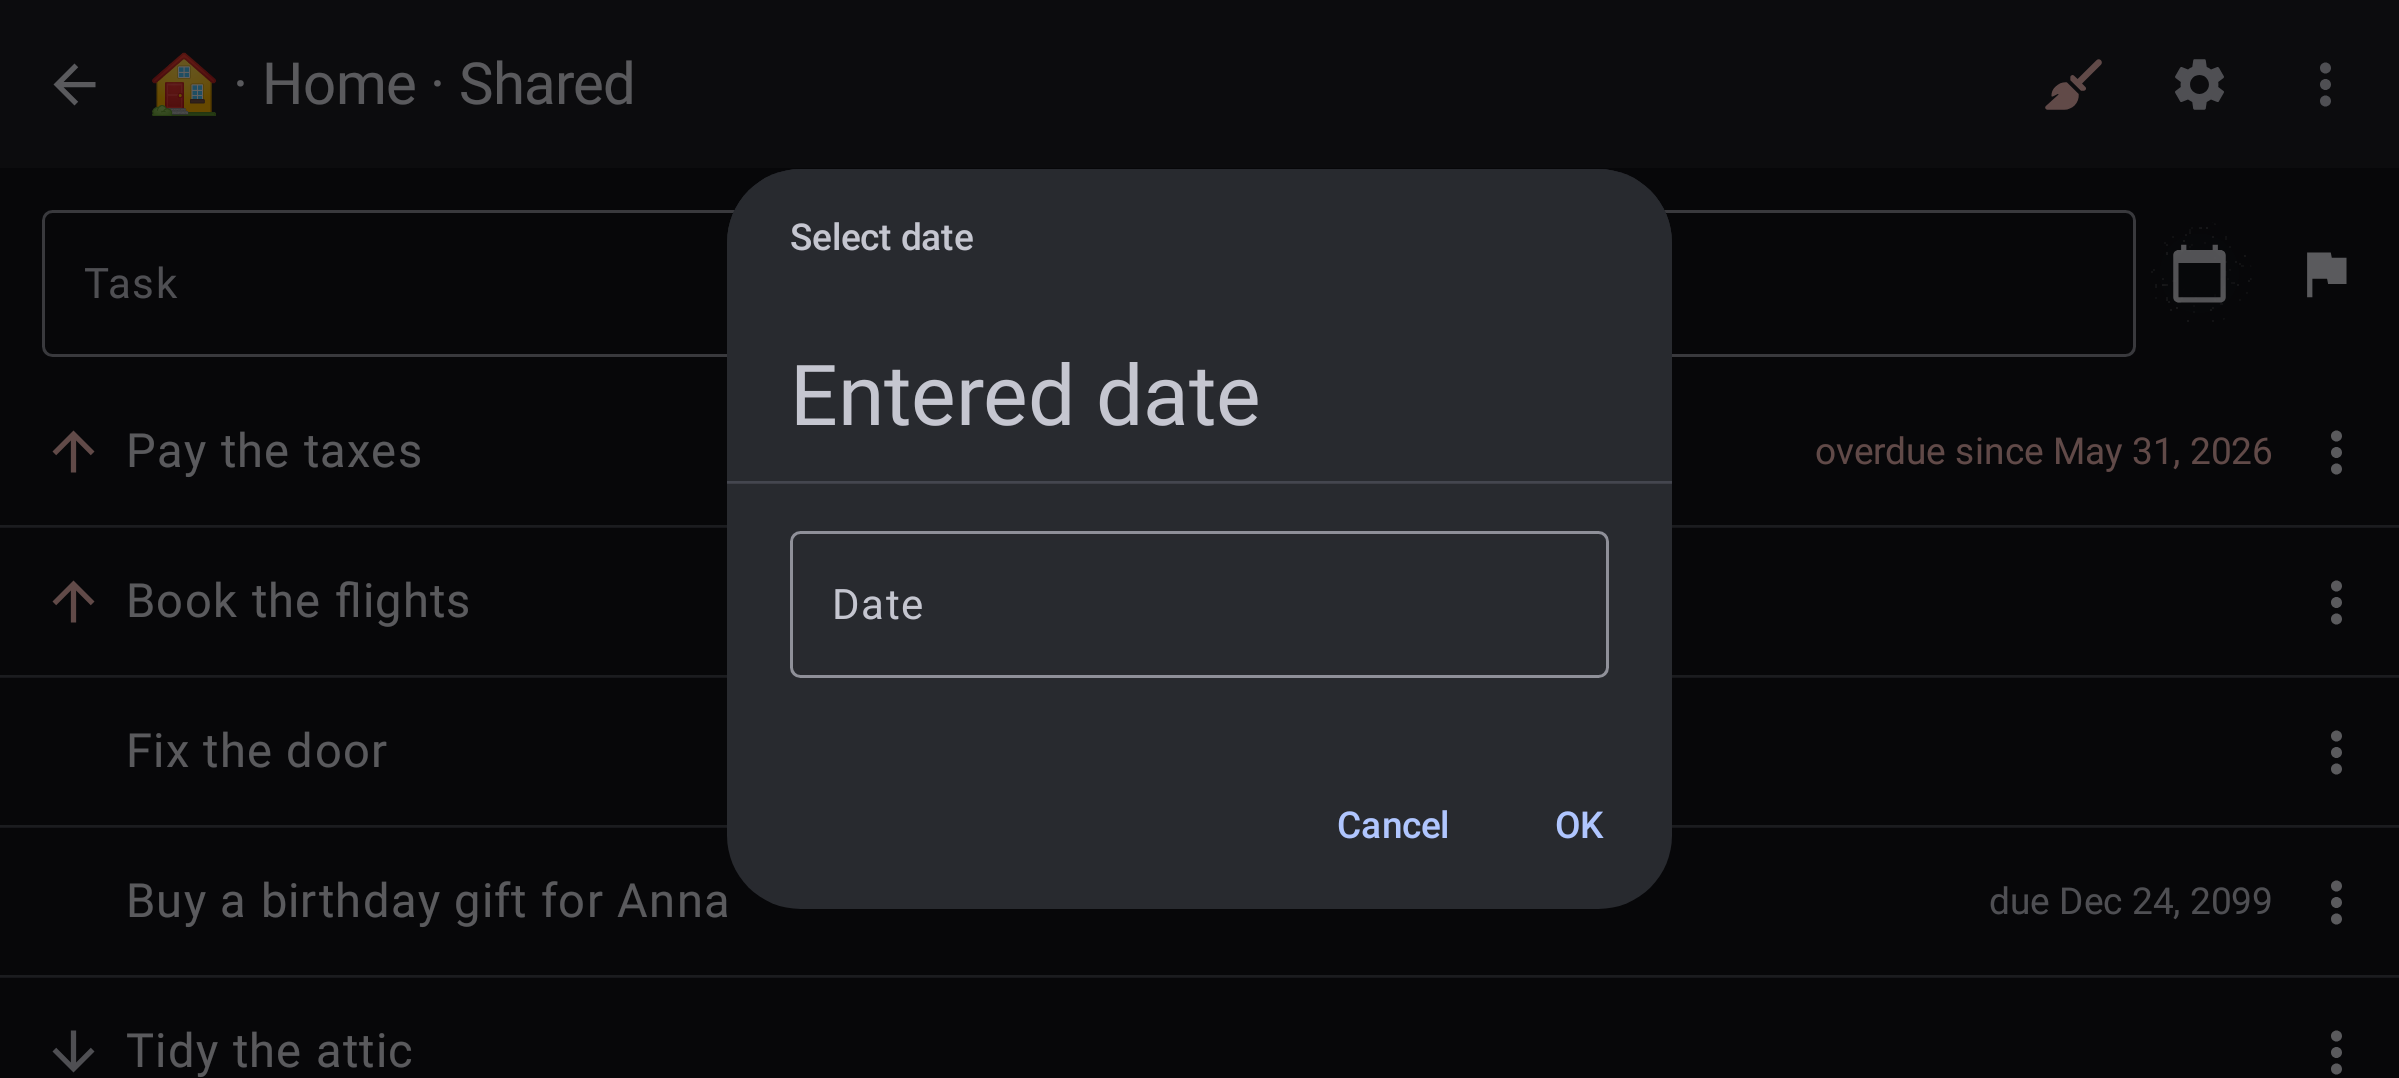 · Home · Shared
Task
Select date
Entered date
Date
Cancel OK
Pay the taxes overdue since May 31, 2026
Book the flights
Fix the door
Buy a birthday gift for Anna due Dec 24, 2099
Tidy the attic